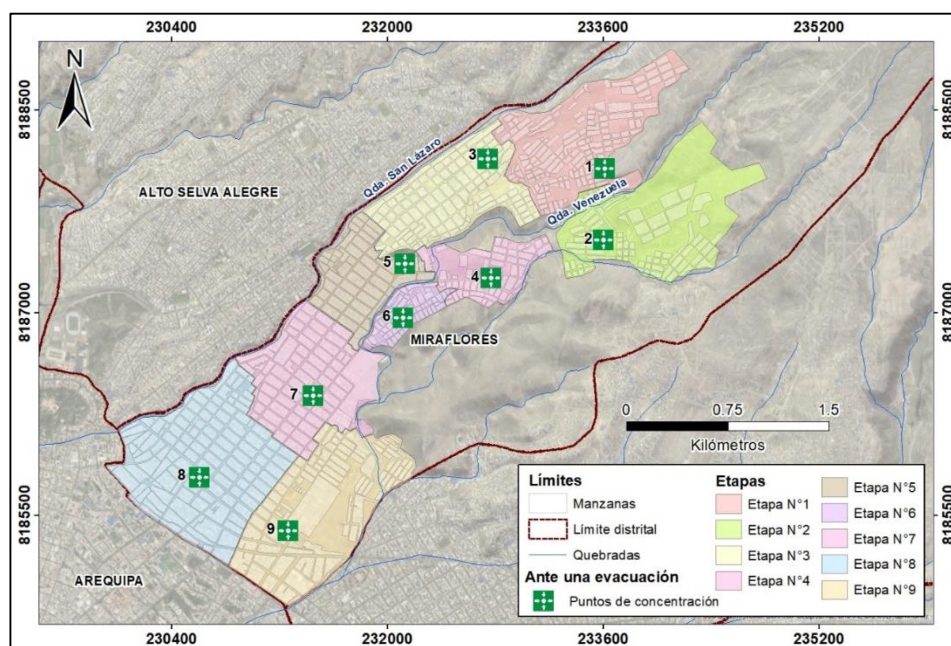 230400 232000 233600 235200
N
8188500 8188500
Qda. San Lázaro
3
1
ALTO SELVA ALEGRE
Qda. Venezuela
2
5
4
8187000 8187000
6
MIRAFLORES
7
0 0.75 1.5
Kilómetros
8
Límites
Manzanas
Límite distrital
Quebradas
Ante una evacuación
Puntos de concentración
Etapas
Etapa N°1
Etapa N°2
Etapa N°3
Etapa N°4
Etapa N°5
Etapa N°6
Etapa N°7
Etapa N°8
Etapa N°9
8185500 8185500
9
AREQUIPA
230400 232000 233600 235200